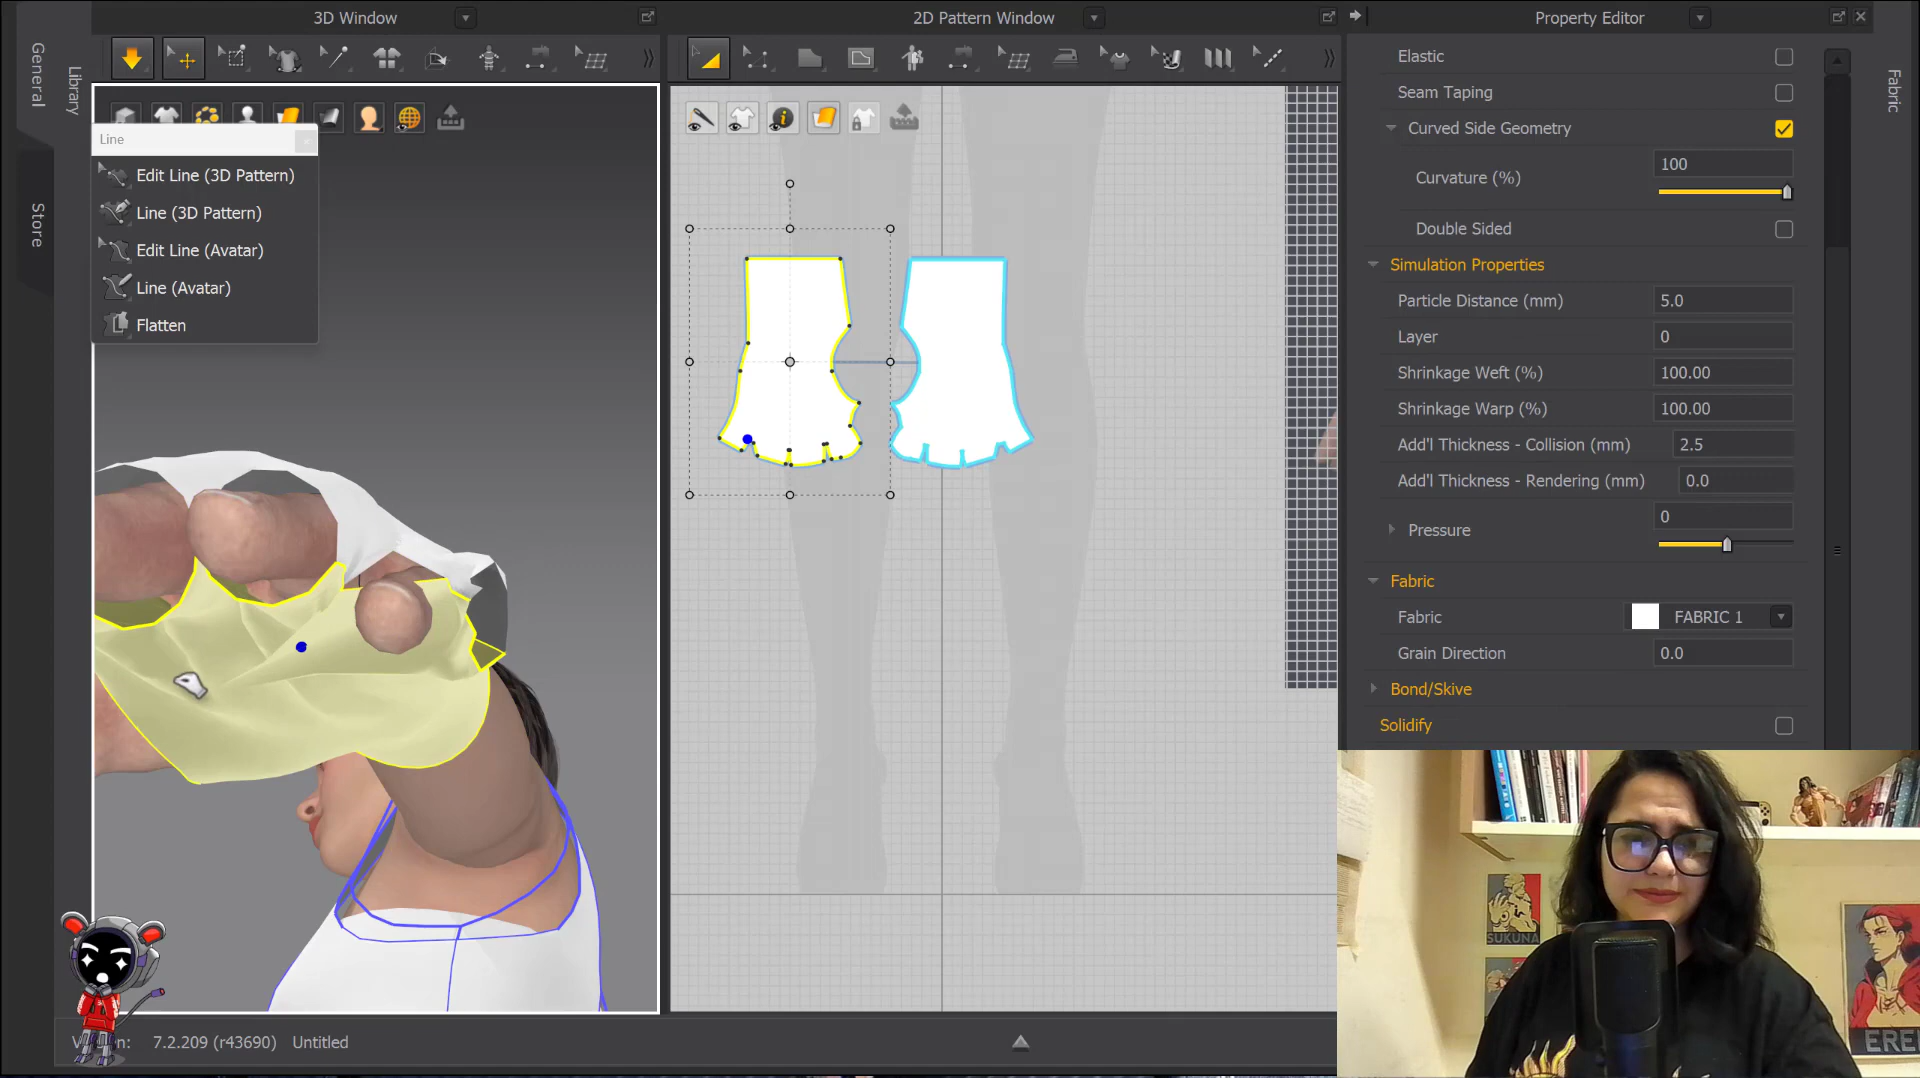 3D Window
2D Pattern Window
Property Editor
General
Library
Store
Fabric
Line
Edit Line (3D Pattern)
Line (3D Pattern)
Edit Line (Avatar)
Line (Avatar)
Flatten
Elastic
Seam Taping
Curved Side Geometry
Curvature (%)
100
Double Sided
Simulation Properties
Particle Distance (mm)
5.0
Layer
0
Shrinkage Weft (%)
100.00
Shrinkage Warp (%)
100.00
Add'l Thickness - Collision (mm)
2.5
Add'l Thickness - Rendering (mm)
0.0
Pressure
0
Fabric
Fabric
FABRIC 1
Grain Direction
0.0
Bond/Skive
Solidify
SUKUNA
7.2.209 (r43690)
Untitled